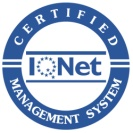 CERTIFIED
IQNet
MANAGEMENT SYSTEM